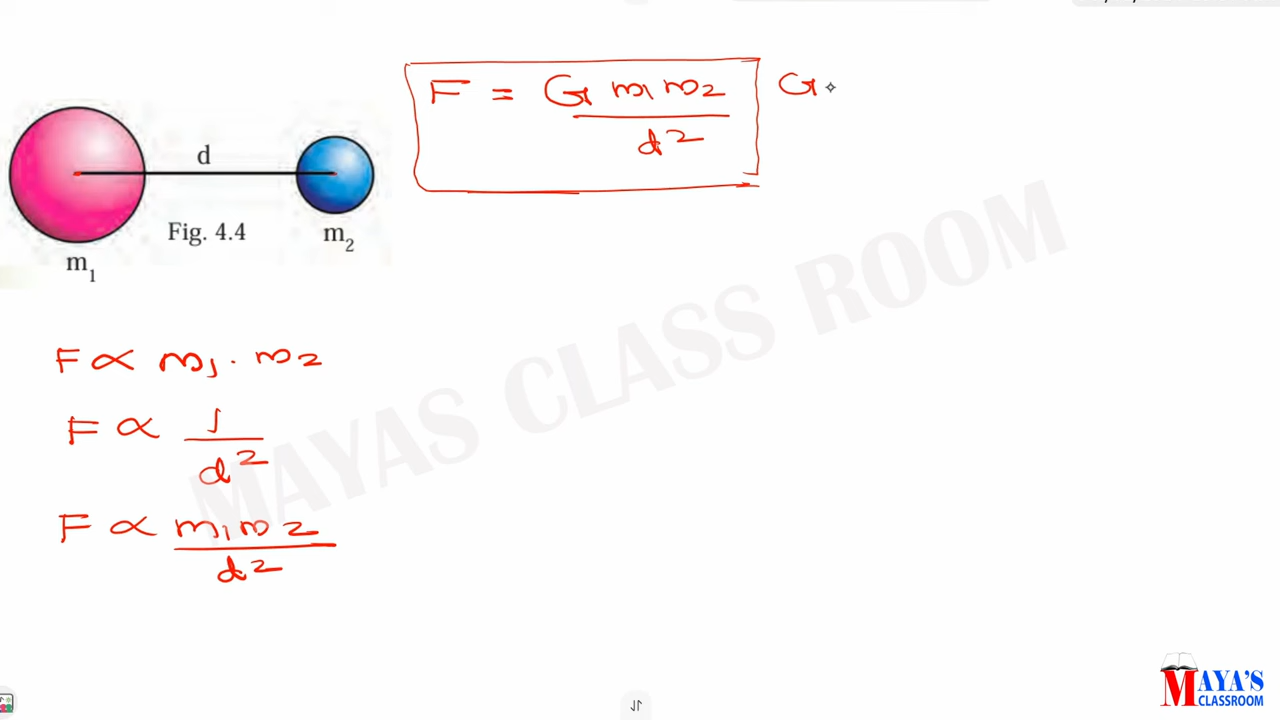 F = G m1 m2
d2
G
d
Fig. 4.4
m2
m1
F ∝ m1 . m2
F ∝ 1
d2
F ∝ m1 m2
d2
MAYAS CLASS ROOM
MAYA'S
CLASSROOM